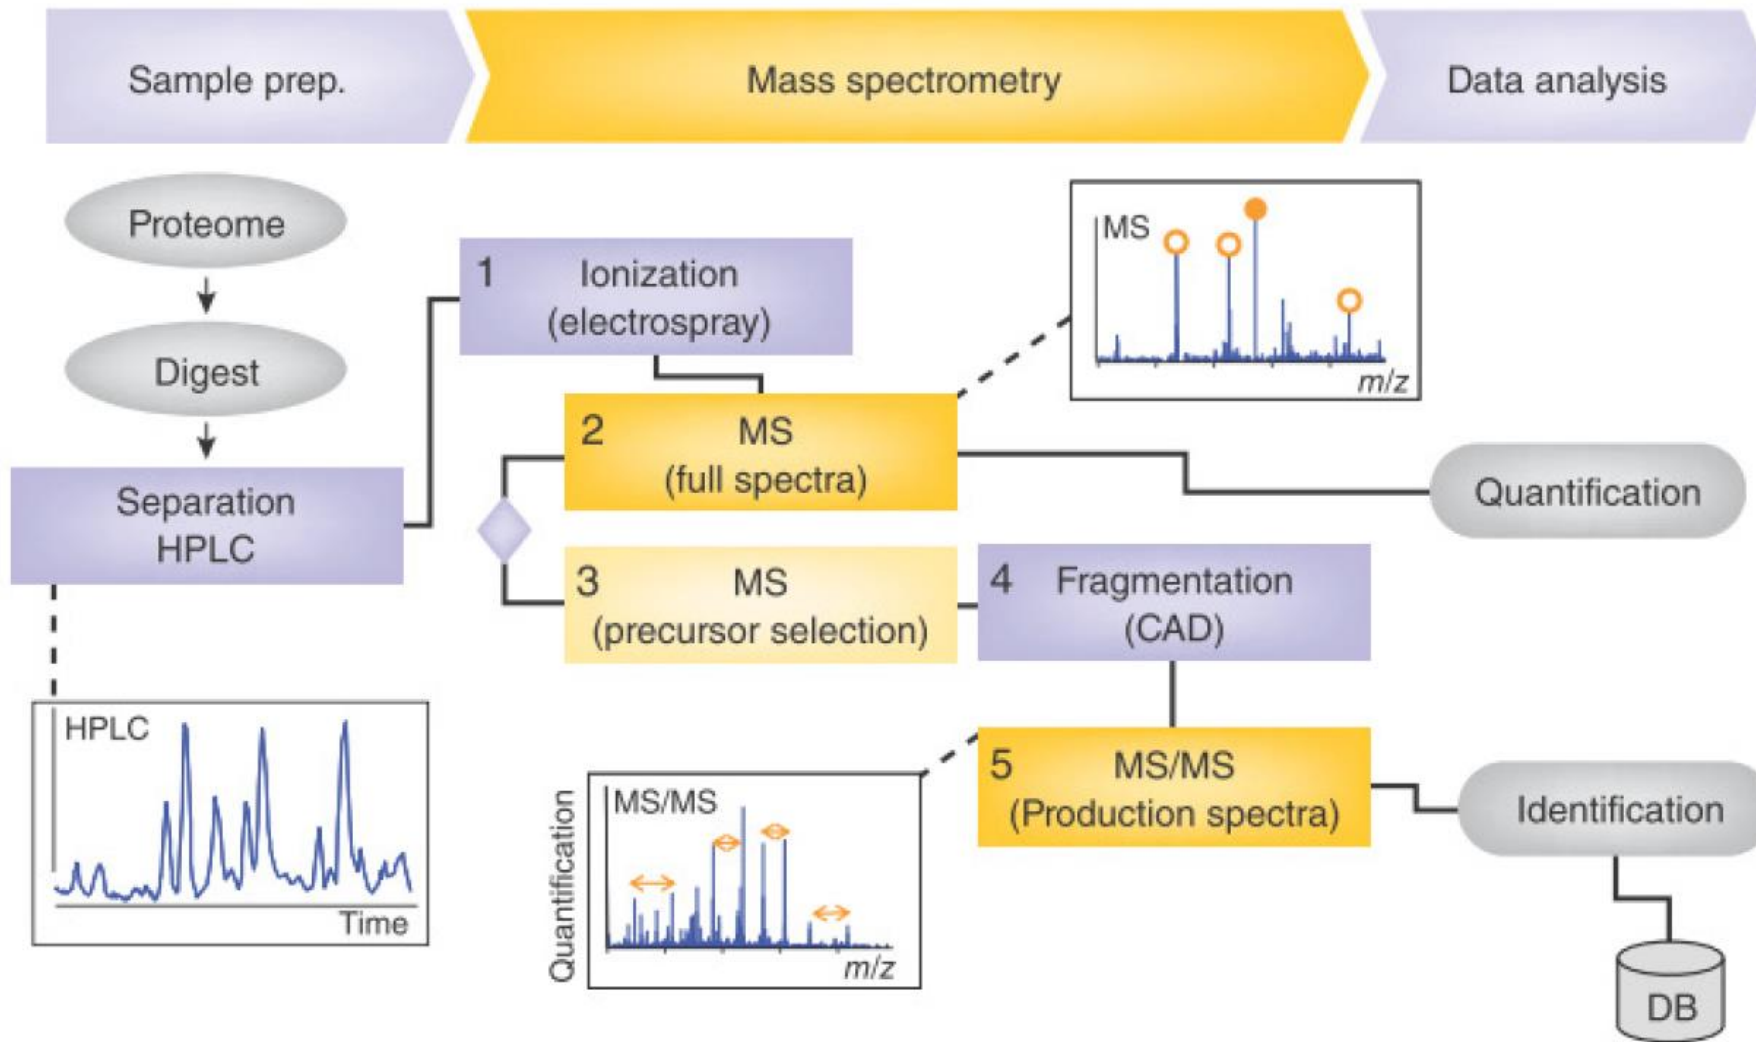 Sample prep.
Mass spectrometry
Data analysis
Proteome
Digest
Separation
HPLC
HPLC
Time
1 Ionization
(electrospray)
2 MS
(full spectra)
3 MS
(precursor selection)
4 Fragmentation
(CAD)
5 MS/MS
(Production spectra)
MS
m/z
MS/MS
Quantification
m/z
Quantification
Identification
DB